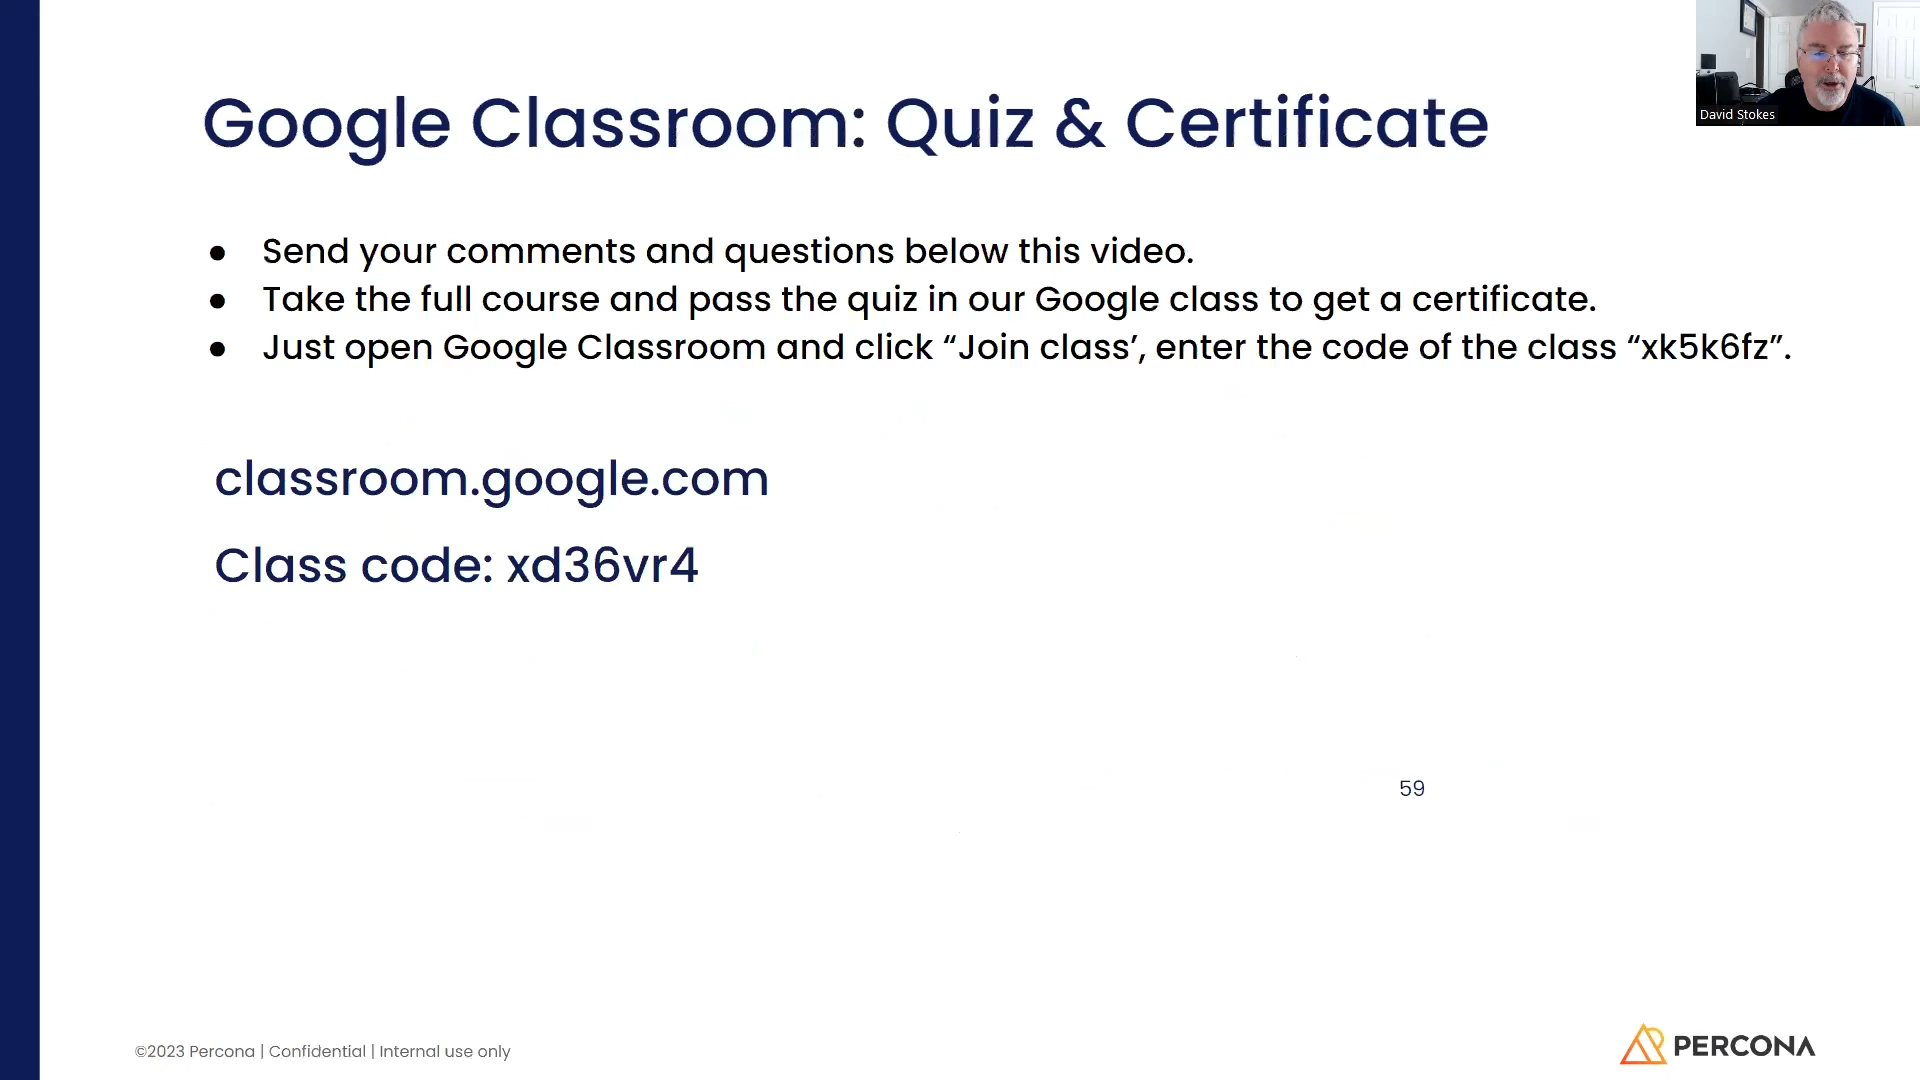 David Stokes
Google Classroom: Quiz & Certificate
● Send your comments and questions below this video.
● Take the full course and pass the quiz in our Google class to get a certificate.
● Just open Google Classroom and click “Join class’, enter the code of the class “xk5k6fz”.
classroom.google.com
Class code: xd36vr4
59
©2023 Percona | Confidential | Internal use only
PERCONA